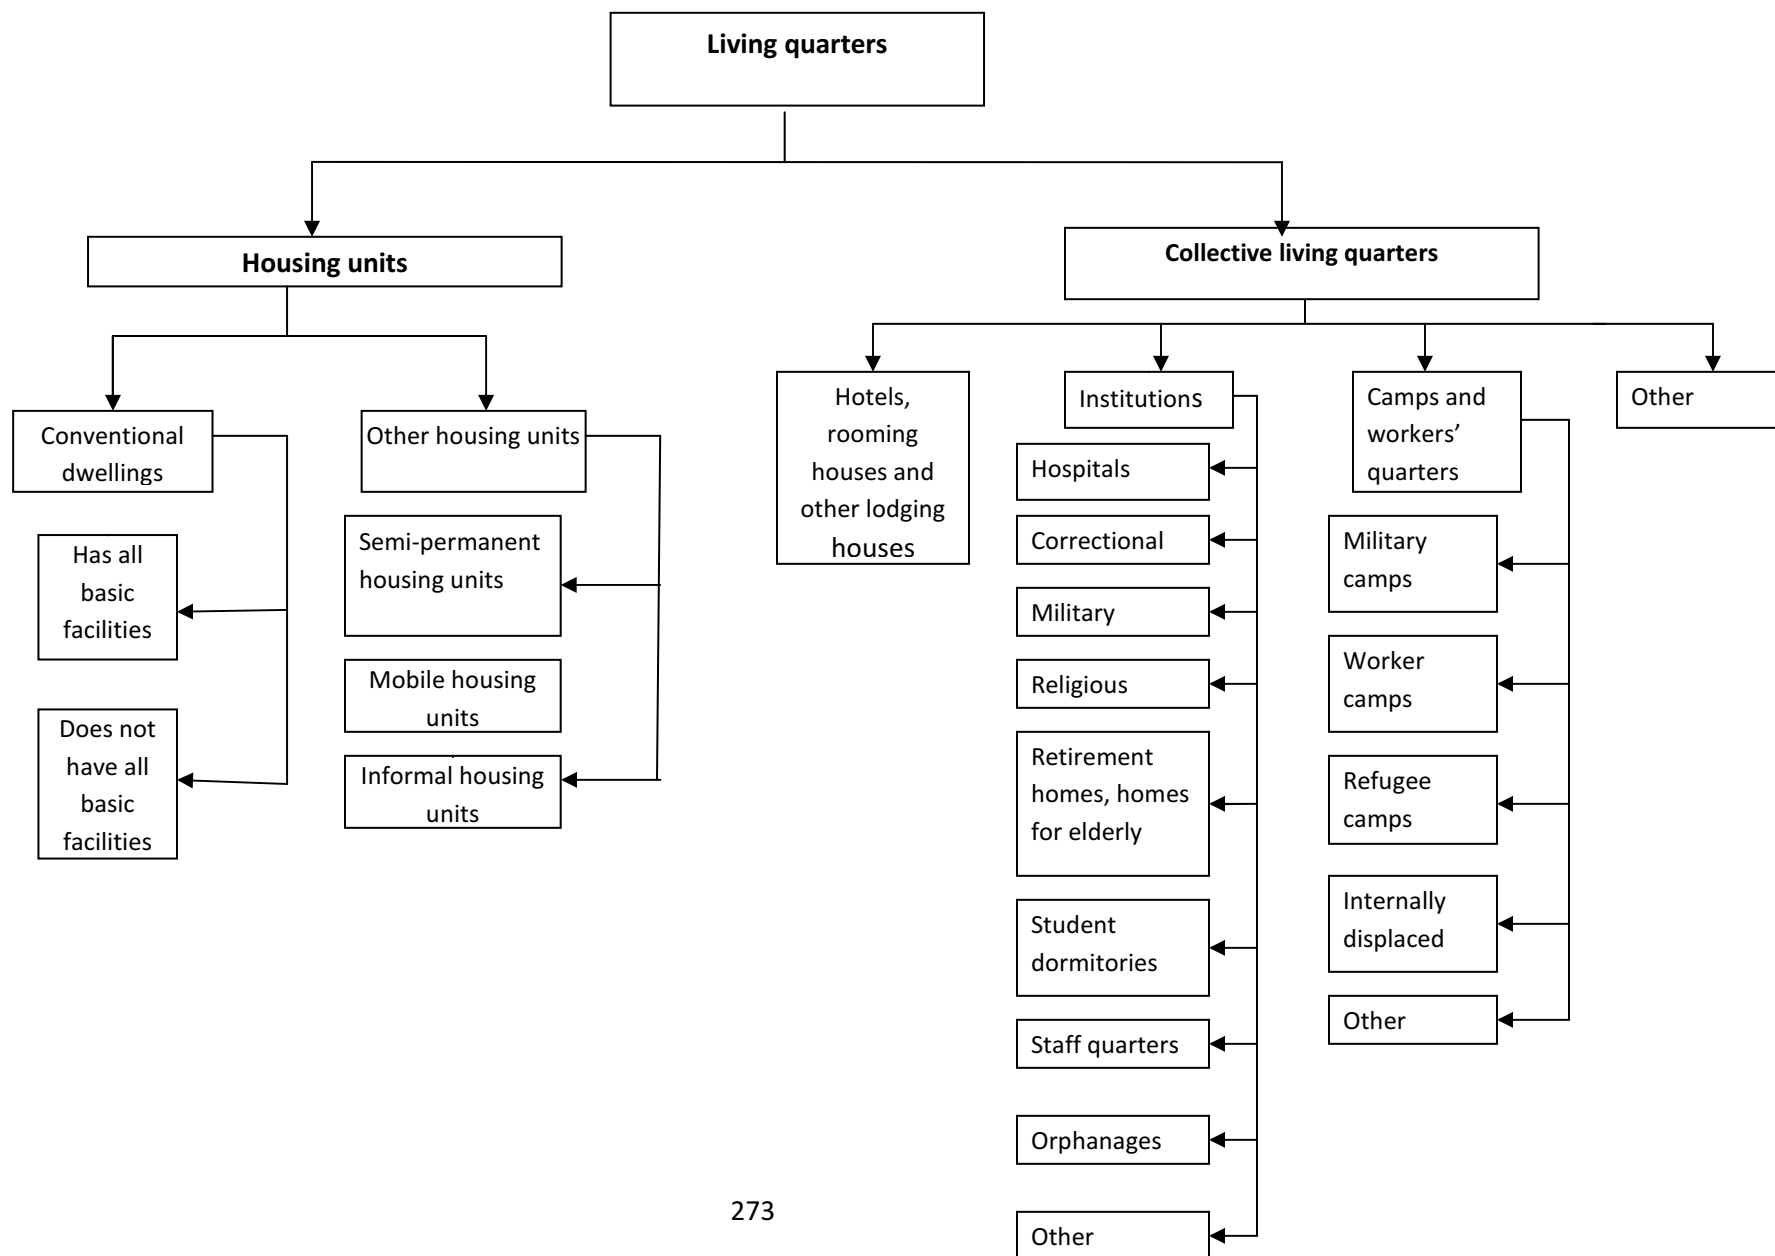 Living quarters
Housing units
Collective living quarters
Conventional
dwellings
Has all
basic
facilities
Does not
have all
basic
facilities
Other housing units
Semi-permanent
housing units
Mobile housing
units
Informal housing
units
Hotels,
rooming
houses and
other lodging
houses
Institutions
Hospitals
Correctional
Military
Religious
Retirement
homes, homes
for elderly
Student
dormitories
Staff quarters
Orphanages
Other
Camps and
workers’
quarters
Military
camps
Worker
camps
Refugee
camps
Internally
displaced
Other
Other
273